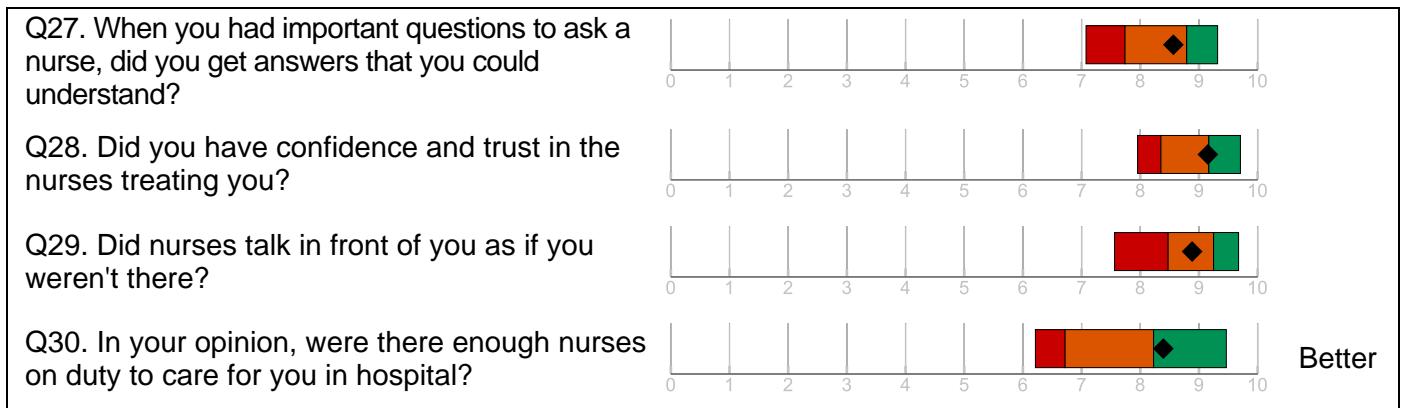 Q27. When you had important questions to ask a
nurse, did you get answers that you could
understand?
0 1 2 3 4 5 6 7 8 9 10
Q28. Did you have confidence and trust in the
nurses treating you?
0 1 2 3 4 5 6 7 8 9 10
Q29. Did nurses talk in front of you as if you
weren't there?
0 1 2 3 4 5 6 7 8 9 10
Q30. In your opinion, were there enough nurses
on duty to care for you in hospital?
Better
0 1 2 3 4 5 6 7 8 9 10